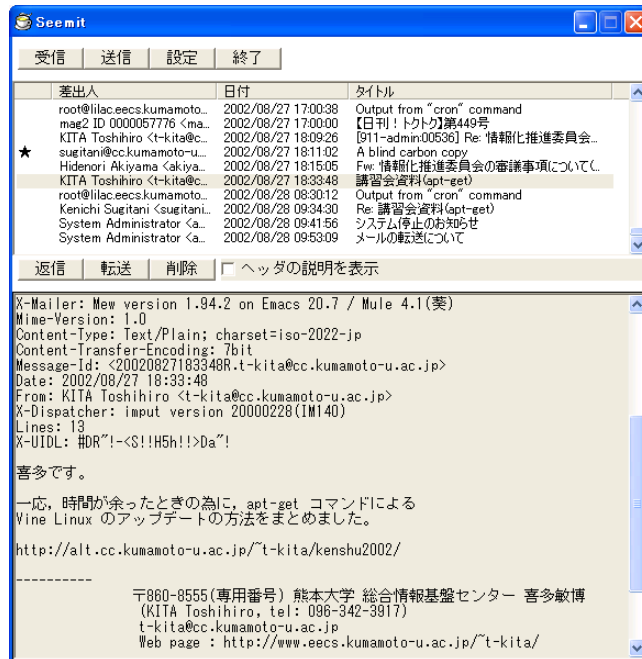 Seemit
受信 送信 設定 終了
差出人 日付 タイトル
root@lilac.eecs.kumamoto... 2002/08/27 17:00:38 Output from "cron" command
mag2 ID 0000057776 <ma... 2002/08/27 17:00:00 【日刊！トクトク】第449号
KITA Toshihiro <t-kita@c... 2002/08/27 18:09:26 [911-admin:00536] Re: 情報化推進委員会...
★ sugitani@cc.kumamoto-u.... 2002/08/27 18:11:02 A blind carbon copy
Hidenori Akiyama <akiya... 2002/08/27 18:15:05 Fw: 情報化推進委員会の審議事項について(...
KITA Toshihiro <t-kita@c... 2002/08/27 18:33:48 講習会資料(apt-get)
root@lilac.eecs.kumamoto... 2002/08/28 08:30:12 Output from "cron" command
Kenichi Sugitani <sugitani... 2002/08/28 09:34:30 Re: 講習会資料(apt-get)
System Administrator <a... 2002/08/28 09:41:56 システム停止のお知らせ
System Administrator <a... 2002/08/28 09:53:09 メールの転送について
返信 転送 削除 ヘッダの説明を表示
X-Mailer: Mew version 1.94.2 on Emacs 20.7 / Mule 4.1(葵)
Mime-Version: 1.0
Content-Type: Text/Plain; charset=iso-2022-jp
Content-Transfer-Encoding: 7bit
Message-Id: <20020827183348R.t-kita@cc.kumamoto-u.ac.jp>
Date: 2002/08/27 18:33:48
From: KITA Toshihiro <t-kita@cc.kumamoto-u.ac.jp>
X-Dispatcher: imput version 20000228(IM140)
Lines: 13
X-UIDL: #DR~!-<S!!H5h!!>Da~!
喜多です。
一応，時間が余ったときの為に，apt-get コマンドによる
Vine Linux のアップデートの方法をまとめました。
http://alt.cc.kumamoto-u.ac.jp/~t-kita/kenshu2002/
----------
〒860-8555(専用番号) 熊本大学 総合情報基盤センター 喜多敏博
(KITA Toshihiro, tel: 096-342-3917)
t-kita@cc.kumamoto-u.ac.jp
Web page : http://www.eecs.kumamoto-u.ac.jp/~t-kita/